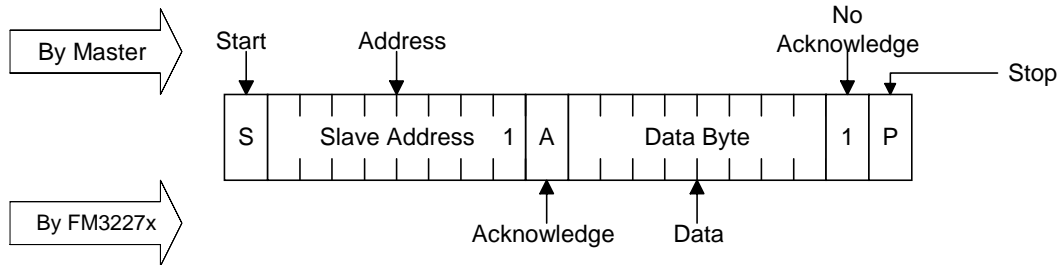 No
By Master
Start
Address
Acknowledge
Stop
S
Slave Address 1
A
Data Byte
1
P
By FM3227x
Acknowledge
Data